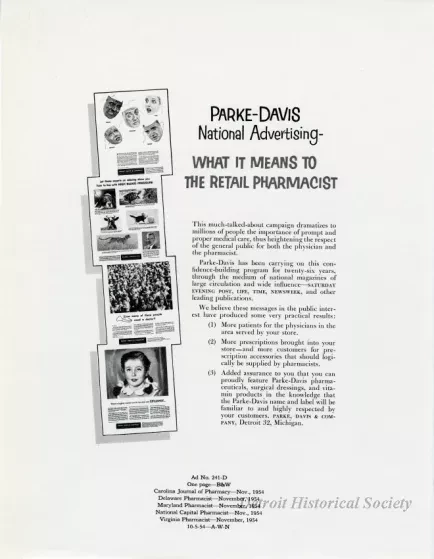 PARKE-DAVIS
National Advertising-
WHAT IT MEANS TO
THE RETAIL PHARMACIST
This much-talked-about campaign dramatizes to
millions of people the importance of prompt and
proper medical care, thus heightening the respect
of the general public for both the physician and
the pharmacist.
Parke-Davis has been carrying on this con-
fidence-building program for twenty-six years,
through the medium of national magazines of
large circulation and wide influence—SATURDAY
EVENING POST, LIFE, TIME, NEWSWEEK, and other
leading publications.
We believe these messages in the public inter-
est have produced some very practical results:
(1) More patients for the physicians in the
area served by your store.
(2) More prescriptions brought into your
store—and more customers for pre-
scription accessories that should logi-
cally be supplied by pharmacists.
(3) Added assurance to you that you can
proudly feature Parke-Davis pharma-
ceuticals, surgical dressings, and vita-
min products in the knowledge that
the Parke-Davis name and label will be
familiar to and highly respected by
your customers. PARKE, DAVIS & COM-
PANY, Detroit 32, Michigan.
Ad No. 241-D
One page—B&W
Carolina Journal of Pharmacy—Nov., 1954
Delaware Pharmacist—November, 1954
Maryland Pharmacist—November, 1954
National Capital Pharmacist—Nov., 1954
Virginia Pharmacist—November, 1954
10-5-54—A-W-N
Detroit Historical Society